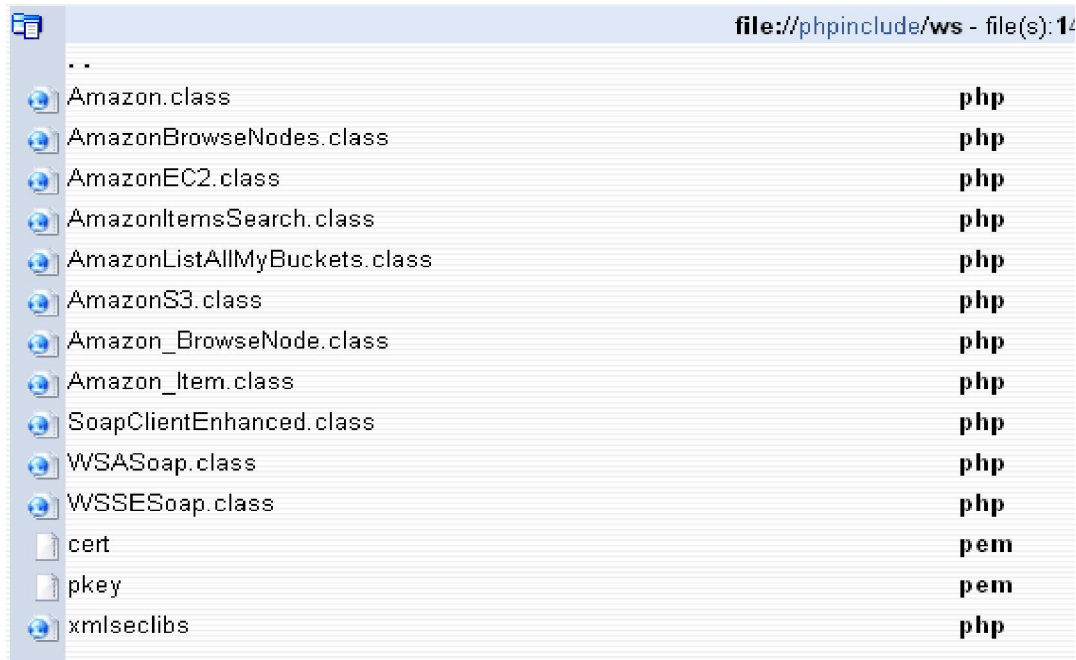 file://phpinclude/ws - file(s):14
..
Amazon.class php
AmazonBrowseNodes.class php
AmazonEC2.class php
AmazonItemsSearch.class php
AmazonListAllMyBuckets.class php
AmazonS3.class php
Amazon_BrowseNode.class php
Amazon_Item.class php
SoapClientEnhanced.class php
WSASoap.class php
WSSESoap.class php
cert pem
pkey pem
xmlseclibs php